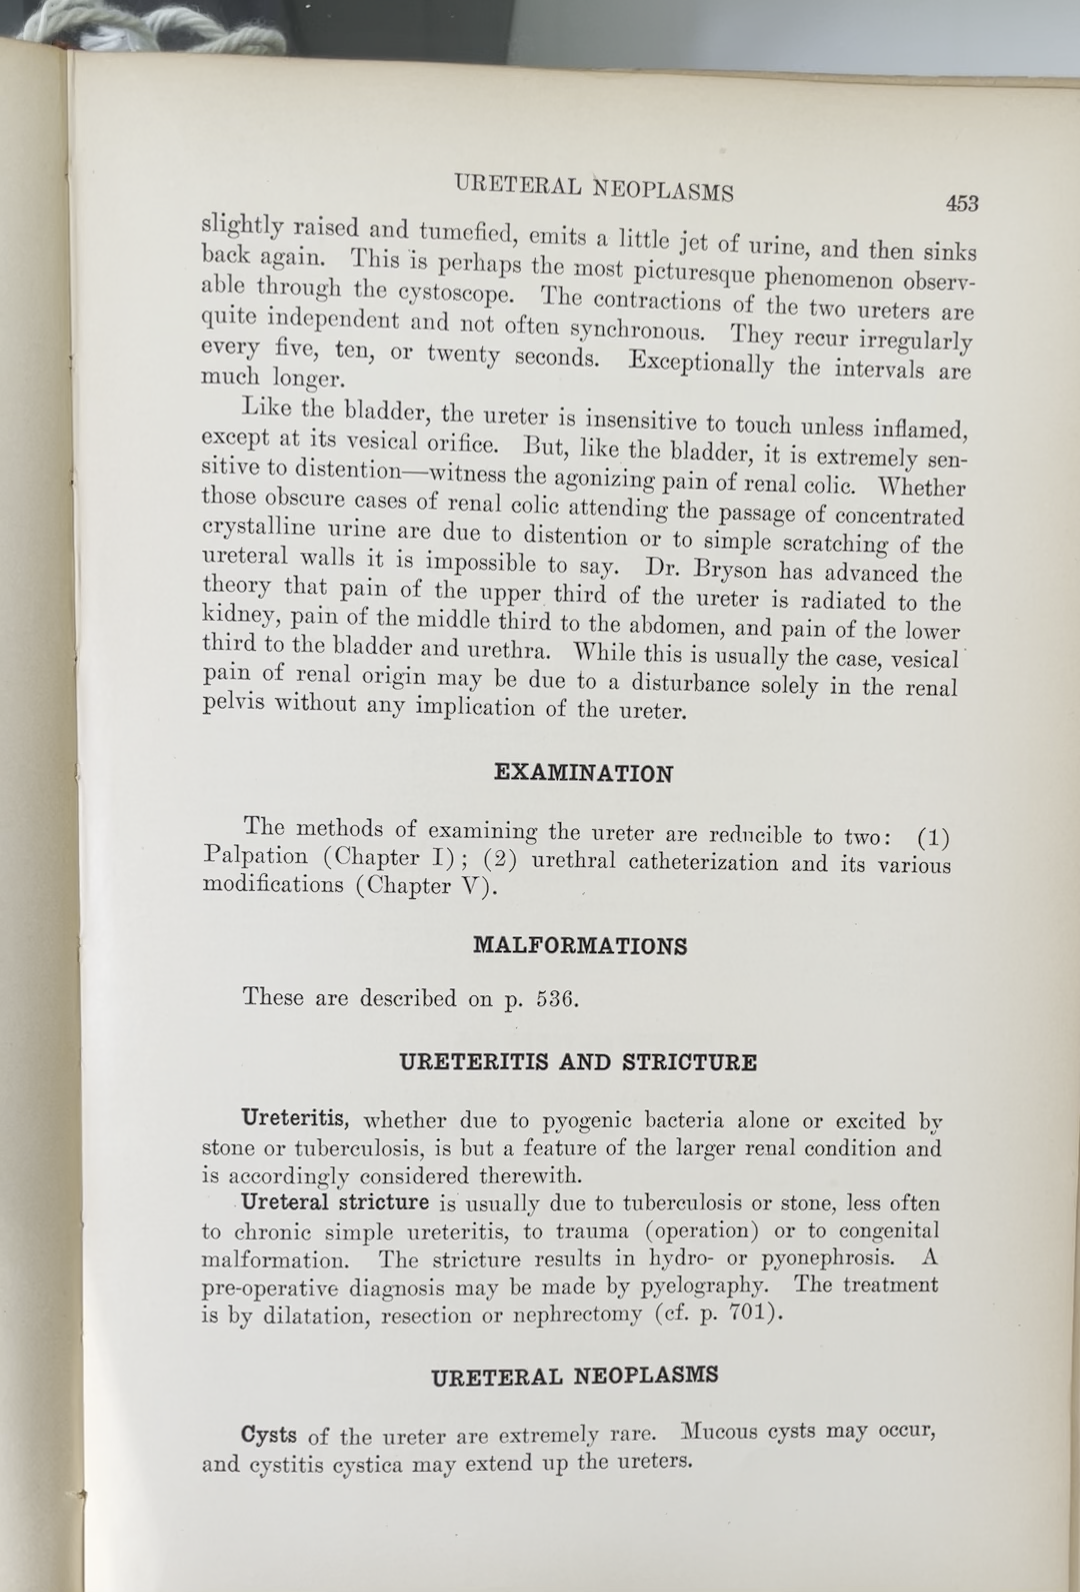 URETERAL NEOPLASMS
453
slightly raised and tumefied, emits a little jet of urine, and then sinks
back again. This is perhaps the most picturesque phenomenon observ-
able through the cystoscope. The contractions of the two ureters are
quite independent and not often synchronous. They recur irregularly
every five, ten, or twenty seconds. Exceptionally the intervals are
much longer.
Like the bladder, the ureter is insensitive to touch unless inflamed,
except at its vesical orifice. But, like the bladder, it is extremely sen-
sitive to distention—witness the agonizing pain of renal colic. Whether
those obscure cases of renal colic attending the passage of concentrated
crystalline urine are due to distention or to simple scratching of the
ureteral walls it is impossible to say. Dr. Bryson has advanced the
theory that pain of the upper third of the ureter is radiated to the
kidney, pain of the middle third to the abdomen, and pain of the lower
third to the bladder and urethra. While this is usually the case, vesical
pain of renal origin may be due to a disturbance solely in the renal
pelvis without any implication of the ureter.
EXAMINATION
The methods of examining the ureter are reducible to two: (1)
Palpation (Chapter I); (2) urethral catheterization and its various
modifications (Chapter V).
MALFORMATIONS
These are described on p. 536.
URETERITIS AND STRICTURE
Ureteritis, whether due to pyogenic bacteria alone or excited by
stone or tuberculosis, is but a feature of the larger renal condition and
is accordingly considered therewith.
Ureteral stricture is usually due to tuberculosis or stone, less often
to chronic simple ureteritis, to trauma (operation) or to congenital
malformation. The stricture results in hydro- or pyonephrosis. A
pre-operative diagnosis may be made by pyelography. The treatment
is by dilatation, resection or nephrectomy (cf. p. 701).
URETERAL NEOPLASMS
Cysts of the ureter are extremely rare. Mucous cysts may occur,
and cystitis cystica may extend up the ureters.